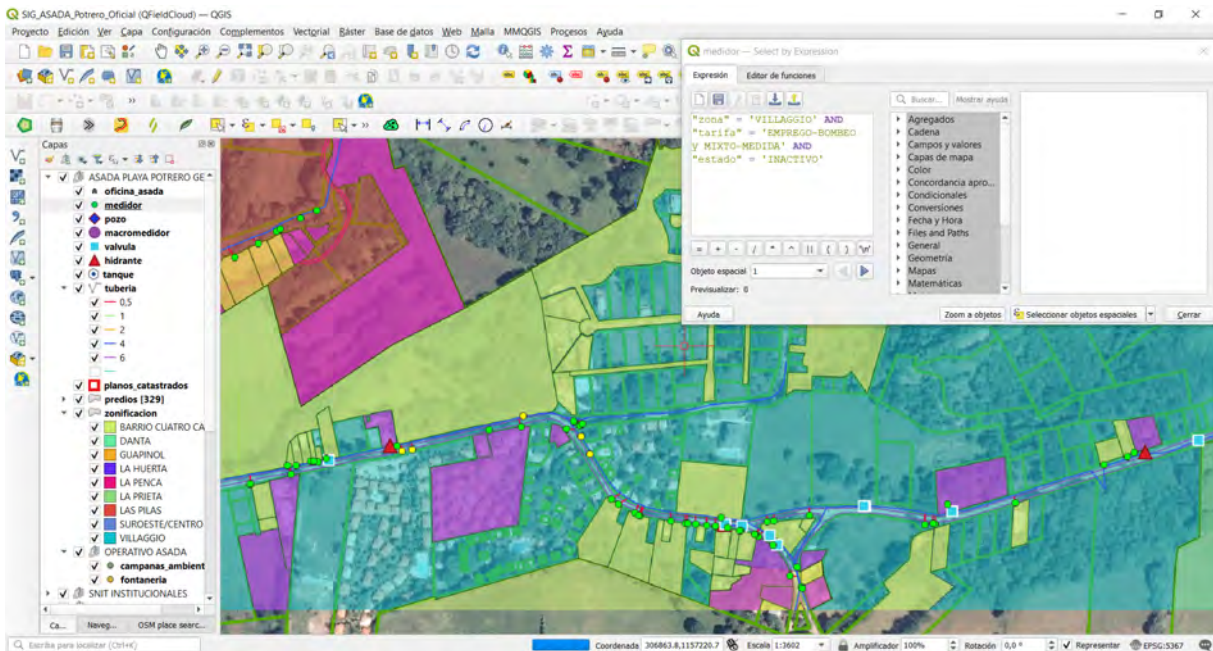 SIG_ASADA_Potrero_Oficial (QFieldCloud) — QGIS
Proyecto Edición Ver Capa Configuración Complementos Vectorial Ráster Base de datos Web Malla MMQGIS Procesos Ayuda
medidor — Select by Expression
Expresión Editor de funciones
Buscar... Mostrar ayuda
"zona" = 'VILLAGGIO' AND
"tarifa" = 'EMPREGO-BOMBEO
y MIXTO-MEDIDA' AND
"estado" = 'INACTIVO'
Agregados
Cadena
Campos y valores
Capas de mapa
Color
Concordancia apro...
Condicionales
Conversiones
Fecha y Hora
Files and Paths
General
Geometría
Mapas
Matemáticas
= + - / * ^ || ( ) '\n'
Objeto espacial 1
Previsualizar: 0
Ayuda Zoom a objetos Seleccionar objetos espaciales Cerrar
Capas
ASADA PLAYA POTRERO GE
oficina_asada
medidor
pozo
macromedidor
valvula
hidrante
tanque
tuberia
0,5
1
2
4
6
planos_catastrados
predios [329]
zonificacion
BARRIO CUATRO CA
DANTA
GUAPINOL
LA HUERTA
LA PENCA
LA PRIETA
LAS PILAS
SUROESTE/CENTRO
VILLAGGIO
OPERATIVO ASADA
campanas_ambient
fontaneria
SNIT INSTITUCIONALES
Ca... Naveg... OSM place searc...
Escriba para localizar (Ctrl+K) Coordenada 306863.8,1157220.7 Escala 1:3602 Amplificador 100% Rotación 0,0 ° Representar EPSG:5367